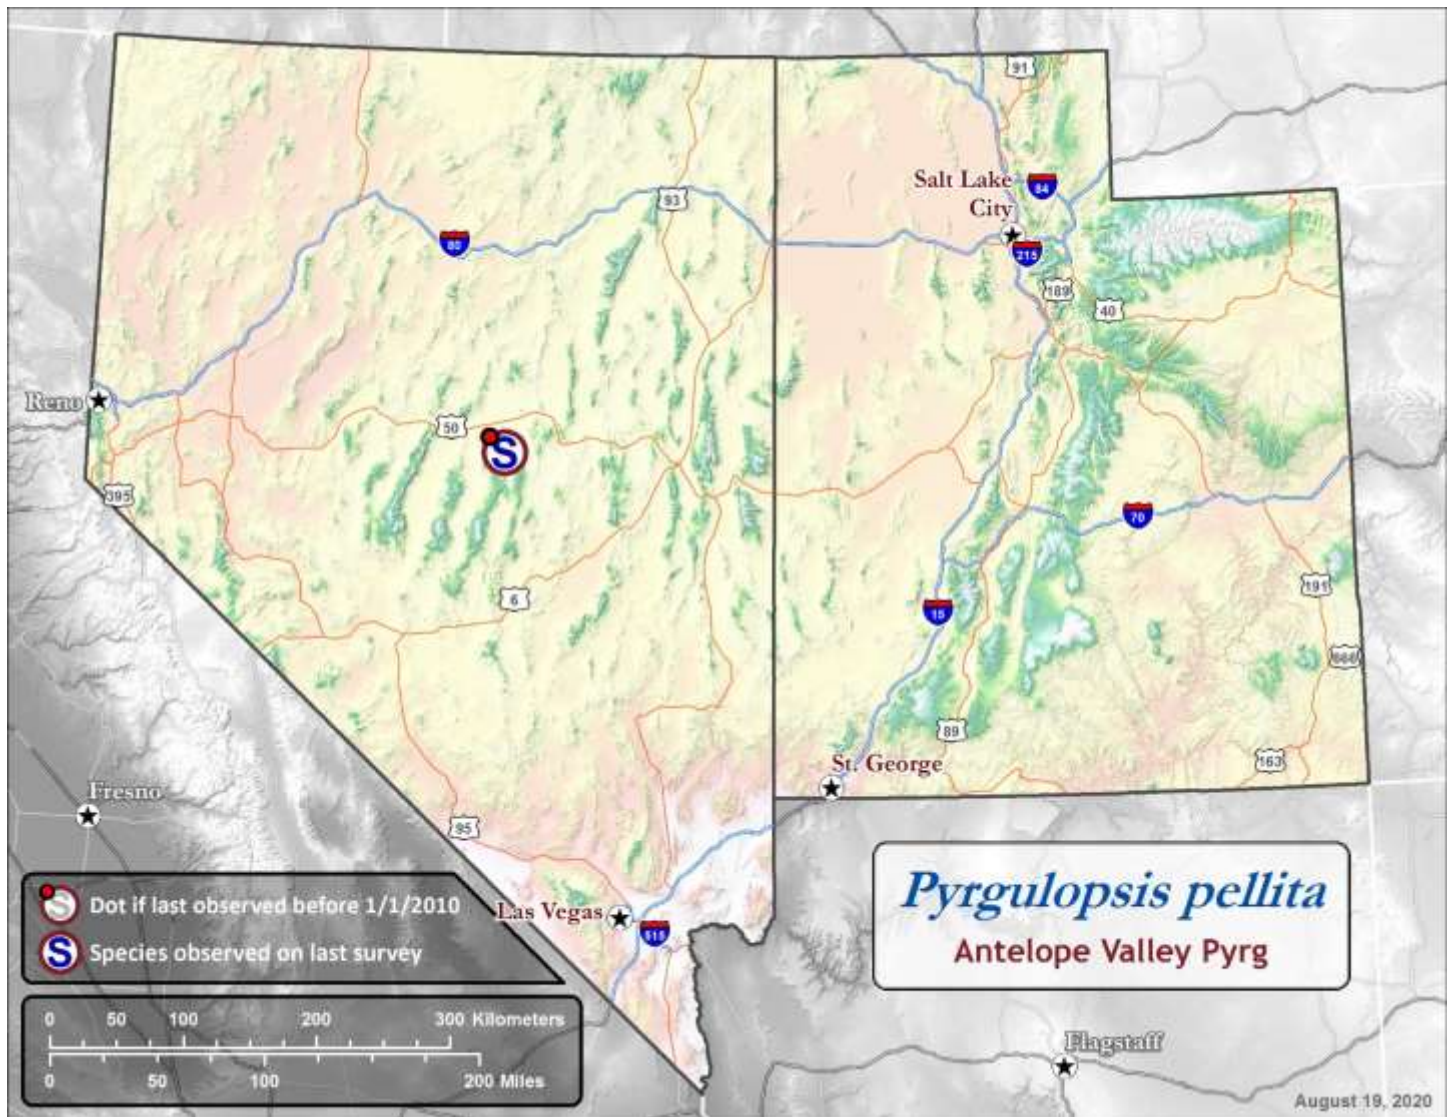 91
84
Salt Lake
City
93
80
215
189
40
Reno
50
S
395
70
6
191
15
666
89
163
St. George
Fresno
95
Dot if last observed before 1/1/2010
S
Species observed on last survey
Las Vegas
515
Pyrgulopsis pellita
Antelope Valley Pyrg
0 50 100 200 300 Kilometers
0 50 100 200 Miles
Flagstaff
August 19, 2020